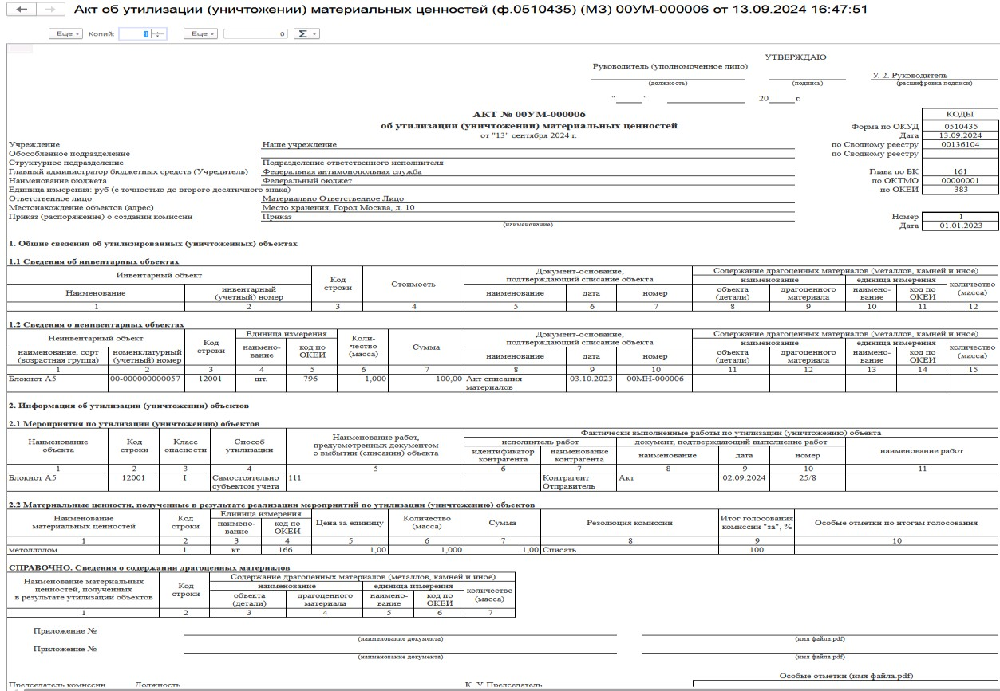 Акт об утилизации (уничтожении) материальных ценностей (ф.0510435) (МЗ) 00УМ-000006 от 13.09.2024 16:47:51
Еще Копий: 1 Еще 0 Σ
УТВЕРЖДАЮ
Руководитель (уполномоченное лицо) У. 2. Руководитель
(должность) (подпись) (расшифровка подписи)
"____" ________ 20____ г.
АКТ № 00УМ-000006 КОДЫ
об утилизации (уничтожении) материальных ценностей Форма по ОКУД 0510435
от "13" сентября 2024 г. Дата 13.09.2024
Учреждение Наше учреждение по Сводному реестру 00136104
Обособленное подразделение по Сводному реестру
Структурное подразделение Подразделение ответственного исполнителя
Главный администратор бюджетных средств (Учредитель) Федеральная антимонопольная служба Глава по БК 161
Наименование бюджета Федеральный бюджет по ОКТМО 00000001
Единица измерения: руб (с точностью до второго десятичного знака) по ОКЕИ 383
Ответственное лицо Материально Ответственное Лицо
Местонахождение объектов (адрес) Место хранения, Город Москва, д. 10
Приказ (распоряжение) о создании комиссии Приказ Номер 1
(наименование) Дата 01.01.2023
1. Общие сведения об утилизированных (уничтоженных) объектах
1.1 Сведения об инвентарных объектах
Инвентарный объект Код строки Стоимость Документ-основание, подтверждающий списание объекта Содержание драгоценных материалов (металлов, камней и иное)
наименование единица измерения количество (масса)
Наименование инвентарный (учетный) номер наименование дата номер объекта (детали) драгоценного материала наимено-вание код по ОКЕИ
1 2 3 4 5 6 7 8 9 10 11 12
1.2 Сведения о неинвентарных объектах
Неинвентарный объект Код строки Единица измерения Коли-чество (масса) Сумма Документ-основание, подтверждающий списание объекта Содержание драгоценных материалов (металлов, камней и иное)
наименование единица измерения количество (масса)
наименование, сорт (возрастная группа) номенклатурный (учетный) номер наимено-вание код по ОКЕИ наименование дата номер объекта (детали) драгоценного материала наимено-вание код по ОКЕИ
1 2 3 4 5 6 7 8 9 10 11 12 13 14 15
Блокнот А5 00-000000000057 12001 шт. 796 1,000 100,00 Акт списания материалов 03.10.2023 00МН-000006
2. Информация об утилизации (уничтожении) объектов
2.1 Мероприятия по утилизации (уничтожению) объектов
Наименование объекта Код строки Класс опасности Способ утилизации Наименование работ, предусмотренных документом о выбытии (списании) объекта Фактически выполненные работы по утилизации (уничтожению) объекта
исполнитель работ документ, подтверждающий выполнение работ наименование работ
идентификатор контрагента наименование контрагента наименование дата номер
1 2 3 4 5 6 7 8 9 10 11
Блокнот А5 12001 I Самостоятельно субъектом учета 111 Контрагент Отправитель Акт 02.09.2024 25/8
2.2 Материальные ценности, полученные в результате реализации мероприятий по утилизации (уничтожению) объектов
Наименование материальных ценностей Код строки Единица измерения Цена за единицу Количество (масса) Сумма Резолюция комиссии Итог голосования комиссии "за", % Особые отметки по итогам голосования
наимено-вание код по ОКЕИ
1 2 3 4 5 6 7 8 9 10
метоллолом 1 кг 166 1,00 1,000 1,00 Списать 100
СПРАВОЧНО. Сведения о содержании драгоценных материалов
Наименование материальных ценностей, полученных в результате утилизации объектов Код строки Содержание драгоценных материалов (металлов, камней и иное)
наименование единица измерения количество (масса)
объекта (детали) драгоценного материала наимено-вание код по ОКЕИ
1 2 3 4 5 6 7
Приложение №
(наименование документа) (имя файла.pdf)
Приложение №
(наименование документа) (имя файла.pdf)
Особые отметки (имя файла.pdf)
Председатель комиссии Должность К. У. Председатель